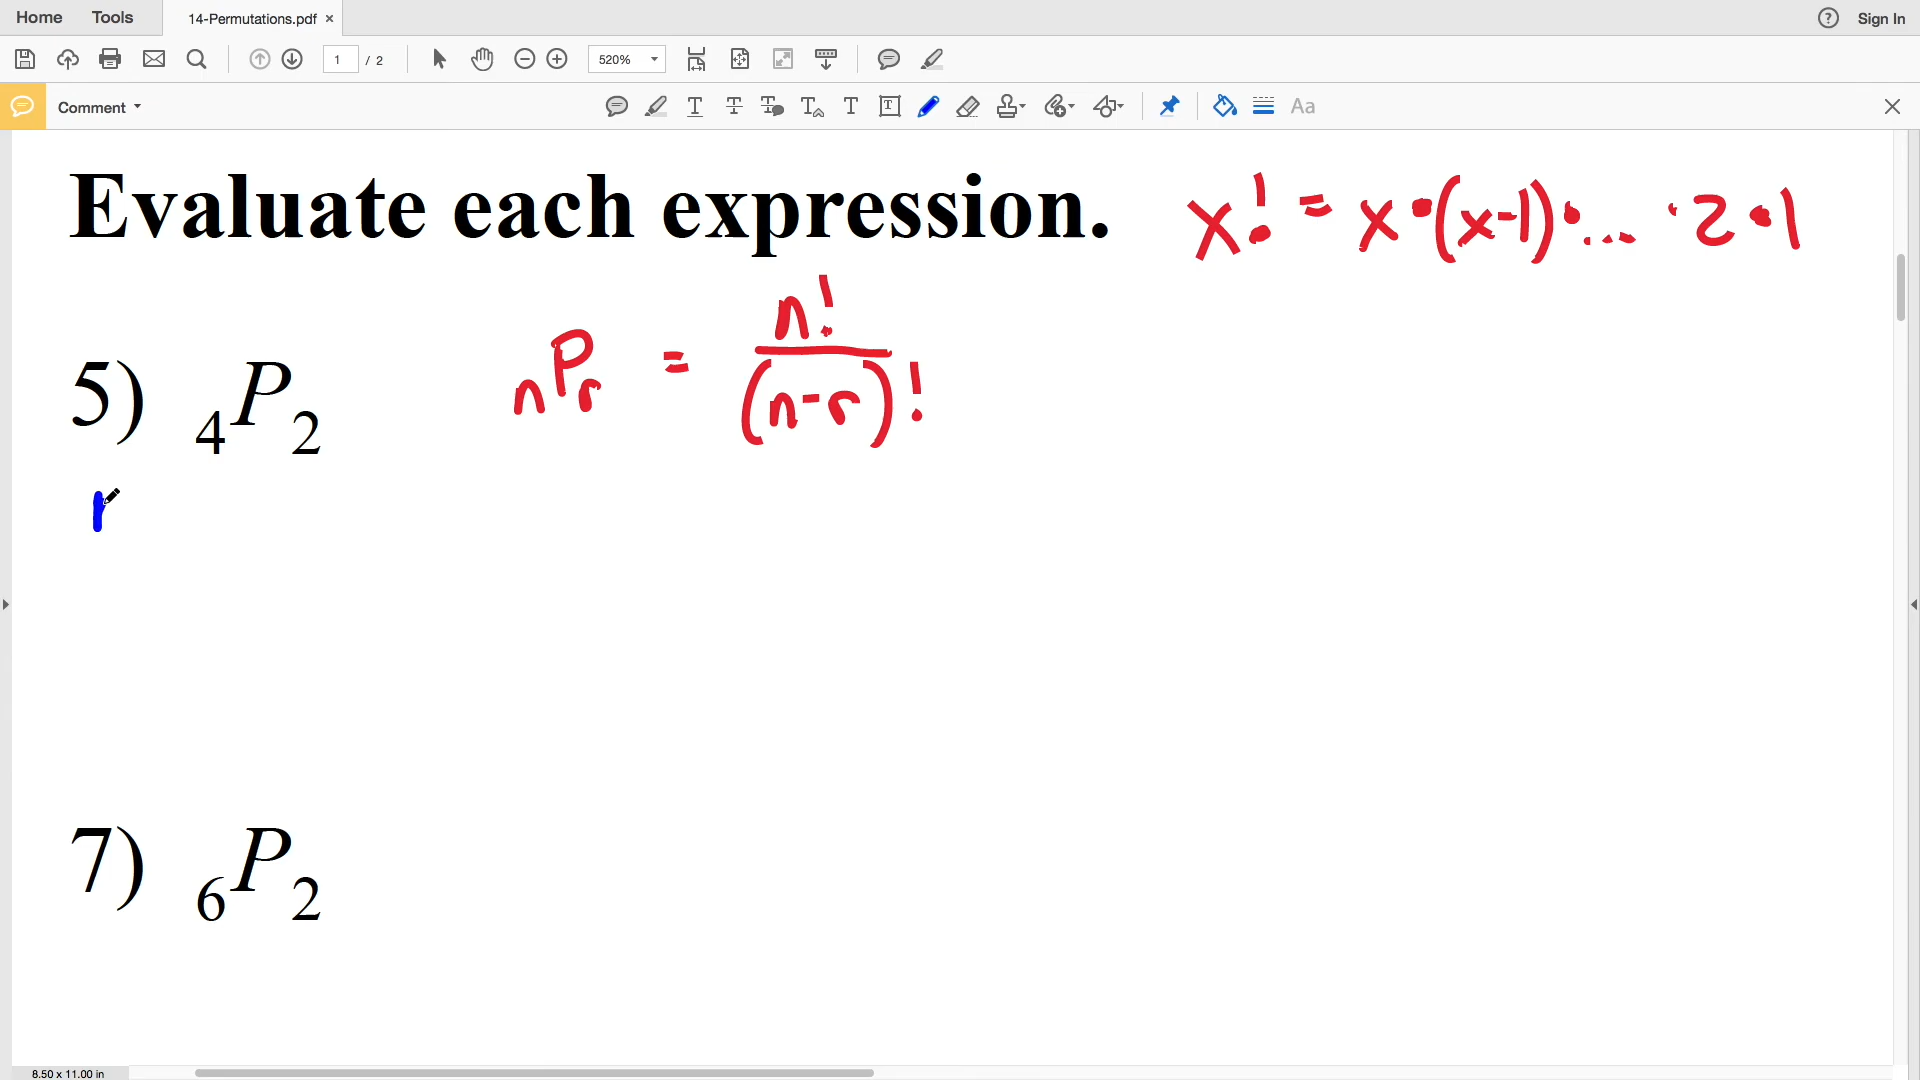 Home Tools 14-Permutations.pdf × ? Sign In
1 / 2 520%
Comment Aa
Evaluate each expression. x! = x•(x-1)•... ·2•1
5) ₄P₂ nPr = n!/(n-r)!
7) ₆P₂
8.50 x 11.00 in